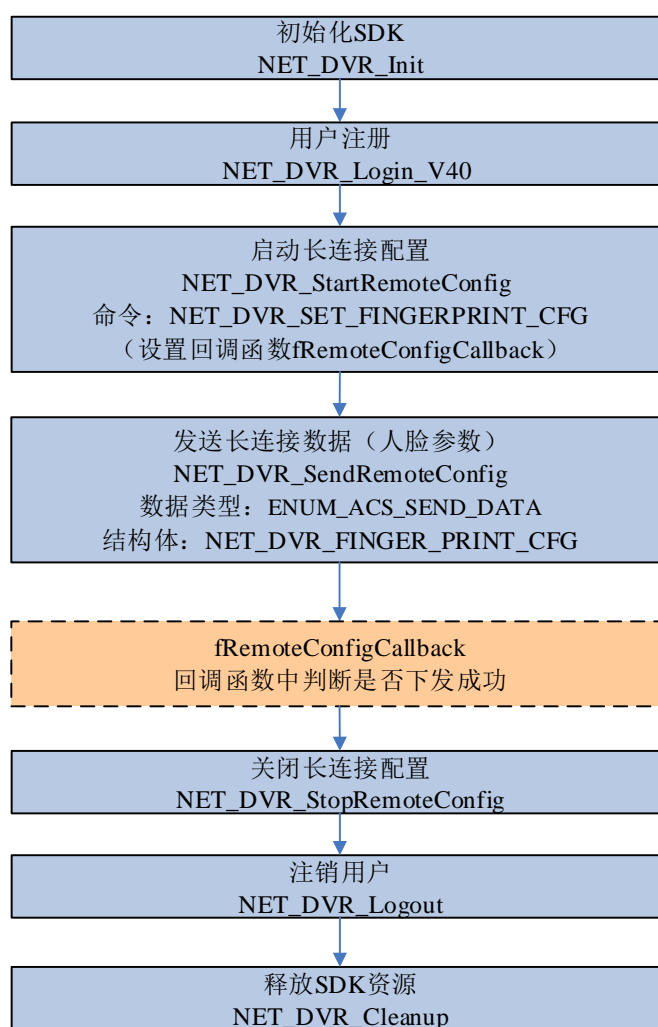 初始化SDK
NET_DVR_Init
用户注册
NET_DVR_Login_V40
启动长连接配置
NET_DVR_StartRemoteConfig
命令：NET_DVR_SET_FINGERPRINT_CFG
（设置回调函数fRemoteConfigCallback）
发送长连接数据（人脸参数）
NET_DVR_SendRemoteConfig
数据类型：ENUM_ACS_SEND_DATA
结构体：NET_DVR_FINGER_PRINT_CFG
fRemoteConfigCallback
回调函数中判断是否下发成功
关闭长连接配置
NET_DVR_StopRemoteConfig
注销用户
NET_DVR_Logout
释放SDK资源
NET_DVR_Cleanup